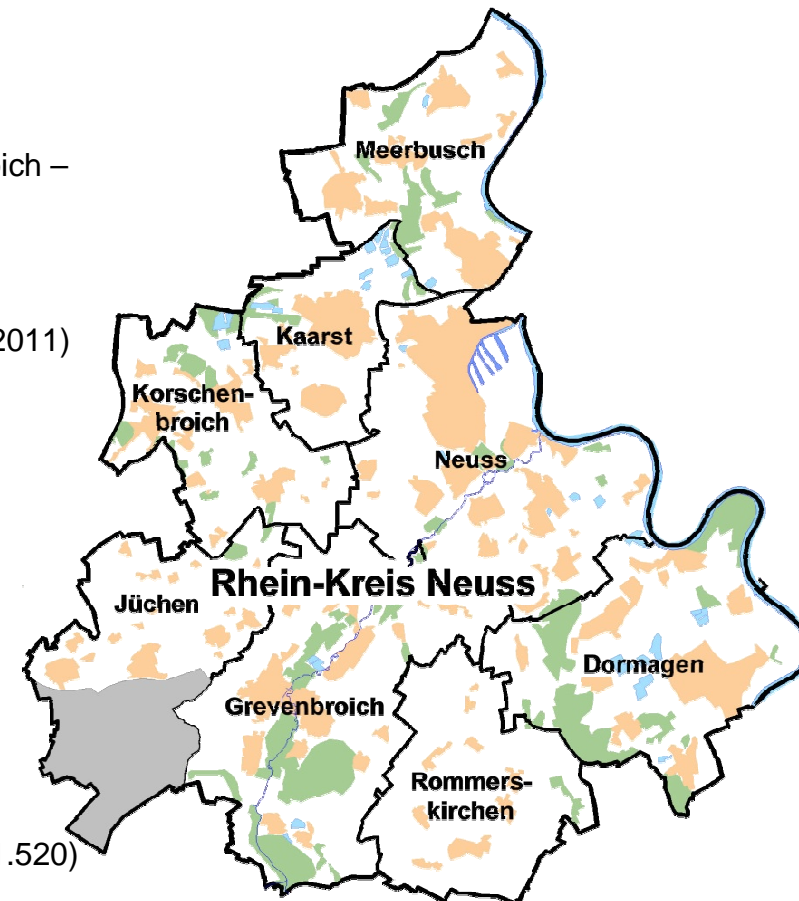 Meerbusch
ich –
Kaarst
2011)
Korschen-
broich
Neuss
Rhein-Kreis Neuss
Jüchen
Dormagen
Grevenbroich
Rommers-
kirchen
.520)